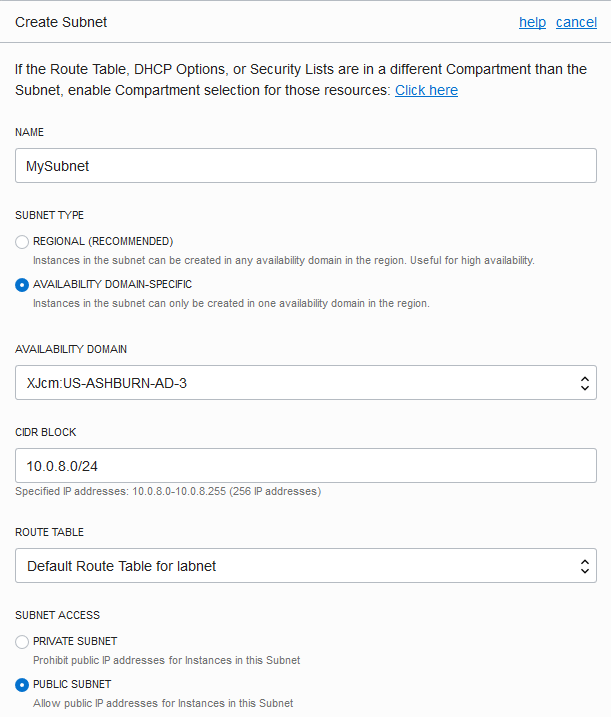 Create Subnet help cancel
If the Route Table, DHCP Options, or Security Lists are in a different Compartment than the
Subnet, enable Compartment selection for those resources: Click here
NAME
MySubnet
SUBNET TYPE
REGIONAL (RECOMMENDED)
Instances in the subnet can be created in any availability domain in the region. Useful for high availability.
AVAILABILITY DOMAIN-SPECIFIC
Instances in the subnet can only be created in one availability domain in the region.
AVAILABILITY DOMAIN
XJcm:US-ASHBURN-AD-3
CIDR BLOCK
10.0.8.0/24
Specified IP addresses: 10.0.8.0-10.0.8.255 (256 IP addresses)
ROUTE TABLE
Default Route Table for labnet
SUBNET ACCESS
PRIVATE SUBNET
Prohibit public IP addresses for Instances in this Subnet
PUBLIC SUBNET
Allow public IP addresses for Instances in this Subnet